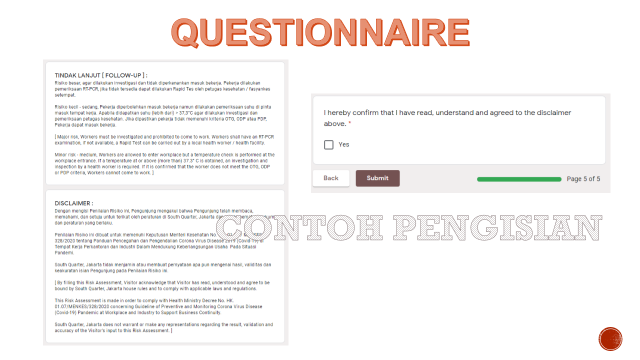 QUESTIONNAIRE
TINDAK LANJUT [ FOLLOW-UP ] :
Risiko besar, agar dilakukan investigasi dan tidak diperkenankan masuk bekerja. Pekerja dilakukan
pemeriksaan RT-PCR, jika tidak tersedia dapat dilakukan Rapid Tes oleh petugas kesehatan / fasyankes
setempat.
Risiko kecil - sedang, Pekerja diperbolehkan masuk bekerja namun dilakukan pemeriksaan suhu di pintu
masuk tempat kerja. Apabila didapatkan suhu (lebih dari) > 37,3°C agar dilakukan investigasi dan
pemeriksaan petugas kesehatan. Jika dipastikan pekerja tidak memenuhi kriteria OTG, ODP atau PDP.
Pekerja dapat masuk bekerja.
[ Major risk, Workers must be investigated and prohibited to come to work. Workers shall have an RT-PCR
examination, if not available, a Rapid Test can be carried out by a local health worker / health facility.
Minor risk - medium, Workers are allowed to enter workplace but a temperature check is performed at the
workplace entrance. If a temperature of or above (more than) 37.3° C is obtained, an investigation and
inspection by a health worker is required. If it is confirmed that the worker does not meet the OTG, ODP
or PDP criteria, Workers cannot come to work. ]
DISCLAIMER :
Dengan mengisi Penilaian Risiko ini, Pengunjung mengakui bahwa Pengunjung telah membaca,
memahami, dan setuju untuk terikat oleh peraturan di South Quarter, Jakarta
dan peraturan yang berlaku.
Penilaian Risiko ini dibuat untuk memenuhi Keputusan Menteri Kesehatan No
328/2020 tentang Panduan Pencegahan dan Pengendalian Corona Virus Disease 2019 (Covid-19) di
Tempat Kerja Perkantoran dan Industri Dalam Mendukung Keberlangsungan Usaha Pada Situasi
Pandemi.
South Quarter, Jakarta tidak menjamin atau membuat pernyataan apa pun mengenai hasil, validitas dan
keakuratan isian Pengunjung pada Penilaian Risiko ini.
[ By filling this Risk Assessment, Visitor acknowledge that Visitor has read, understood and agree to be
bound by South Quarter, Jakarta house rules and to comply with applicable laws and regulations.
This Risk Assessment is made in order to comply with Health Ministry Decree No. HK
01.07/MENKES/328/2020 concerning Guideline of Preventive and Monitoring Corona Virus Disease
(Covid-19) Pandemic at Workplace and Industry to Support Business Continuity.
South Quarter, Jakarta does not warrant or make any representations regarding the result, validation and
accuracy of the Visitor's input to this Risk Assessment. ]
I hereby confirm that I have read, understand and agreed to the disclaimer
above. *
Yes
Back
Submit
Page 5 of 5
CONTOH PENGISIAN